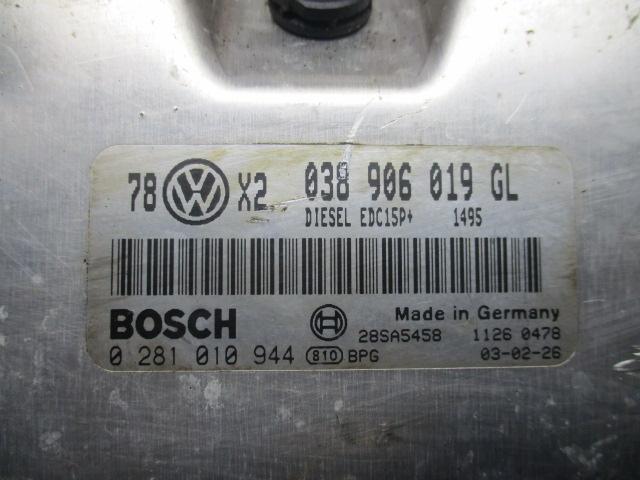 78 VW X2 038 906 019 GL
DIESEL EDC15P+ 1495
BOSCH
Made in Germany
28SA5458 1126 0478
0 281 010 944 810 BPG 03-02-26